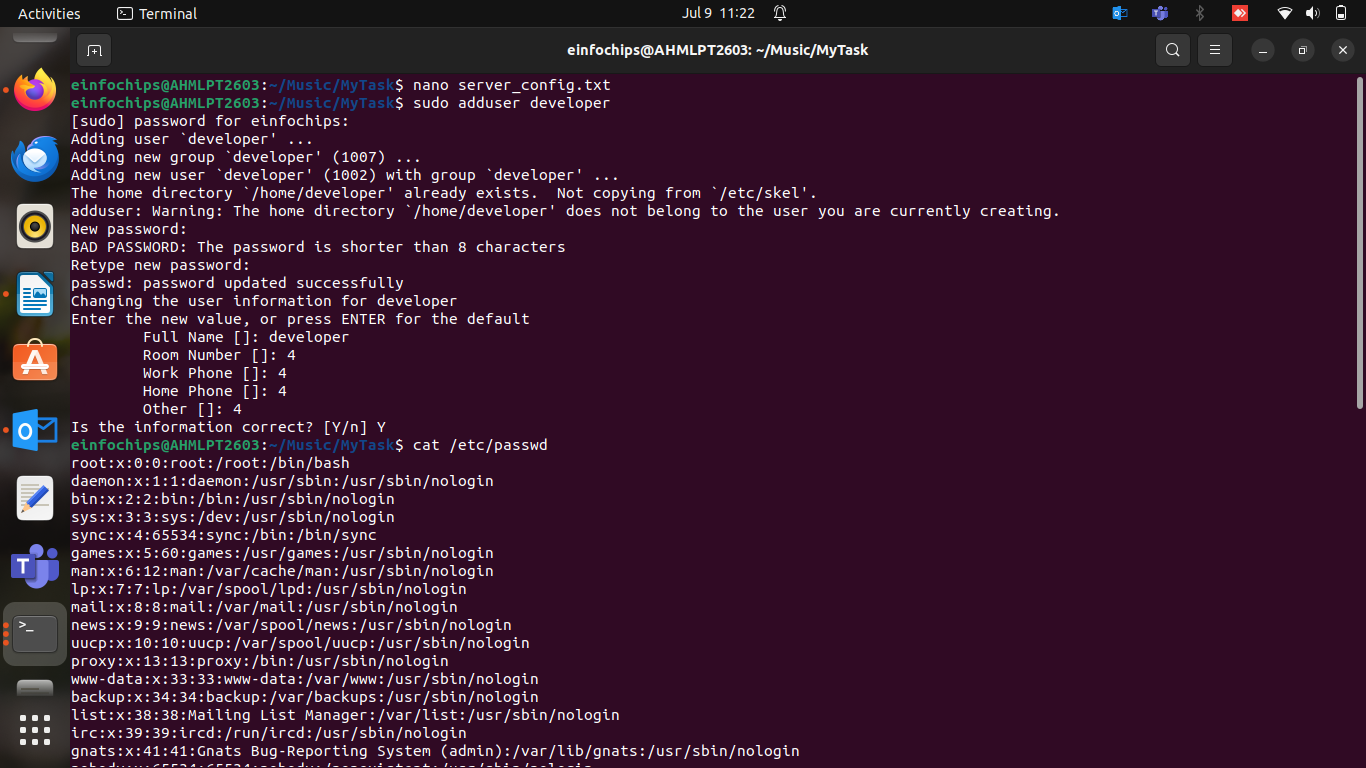 Activities
Terminal
Jul 9 11:22
einfochips@AHMLPT2603: ~/Music/MyTask
einfochips@AHMLPT2603:~/Music/MyTask$ nano server_config.txt
einfochips@AHMLPT2603:~/Music/MyTask$ sudo adduser developer
[sudo] password for einfochips:
Adding user `developer' ...
Adding new group `developer' (1007) ...
Adding new user `developer' (1002) with group `developer' ...
The home directory `/home/developer' already exists.  Not copying from `/etc/skel'.
adduser: Warning: The home directory `/home/developer' does not belong to the user you are currently creating.
New password:
BAD PASSWORD: The password is shorter than 8 characters
Retype new password:
passwd: password updated successfully
Changing the user information for developer
Enter the new value, or press ENTER for the default
Full Name []: developer
Room Number []: 4
Work Phone []: 4
Home Phone []: 4
Other []: 4
Is the information correct? [Y/n] Y
einfochips@AHMLPT2603:~/Music/MyTask$ cat /etc/passwd
root:x:0:0:root:/root:/bin/bash
daemon:x:1:1:daemon:/usr/sbin:/usr/sbin/nologin
bin:x:2:2:bin:/bin:/usr/sbin/nologin
sys:x:3:3:sys:/dev:/usr/sbin/nologin
sync:x:4:65534:sync:/bin:/bin/sync
games:x:5:60:games:/usr/games:/usr/sbin/nologin
man:x:6:12:man:/var/cache/man:/usr/sbin/nologin
lp:x:7:7:lp:/var/spool/lpd:/usr/sbin/nologin
mail:x:8:8:mail:/var/mail:/usr/sbin/nologin
news:x:9:9:news:/var/spool/news:/usr/sbin/nologin
uucp:x:10:10:uucp:/var/spool/uucp:/usr/sbin/nologin
proxy:x:13:13:proxy:/bin:/usr/sbin/nologin
www-data:x:33:33:www-data:/var/www:/usr/sbin/nologin
backup:x:34:34:backup:/var/backups:/usr/sbin/nologin
list:x:38:38:Mailing List Manager:/var/list:/usr/sbin/nologin
irc:x:39:39:ircd:/run/ircd:/usr/sbin/nologin
gnats:x:41:41:Gnats Bug-Reporting System (admin):/var/lib/gnats:/usr/sbin/nologin